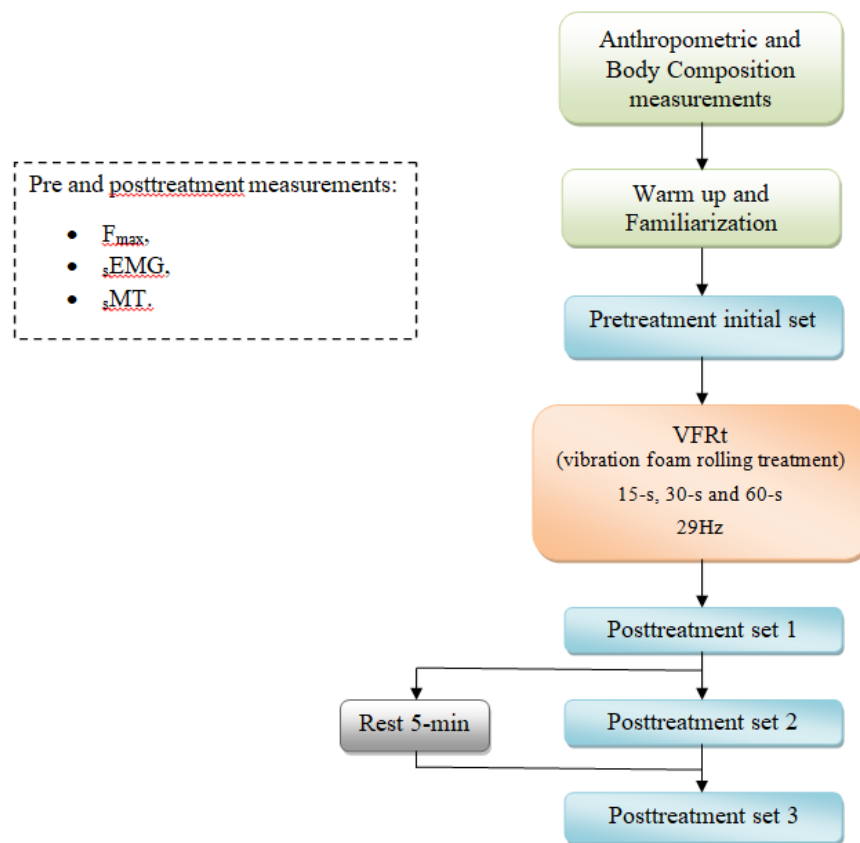 Anthropometric and
Body Composition
measurements
Pre and posttreatment measurements:
• Fmax,
• sEMG,
• sMT.
Warm up and
Familiarization
Pretreatment initial set
VFRt
(vibration foam rolling treatment)
15-s, 30-s and 60-s
29Hz
Posttreatment set 1
Rest 5-min
Posttreatment set 2
Posttreatment set 3